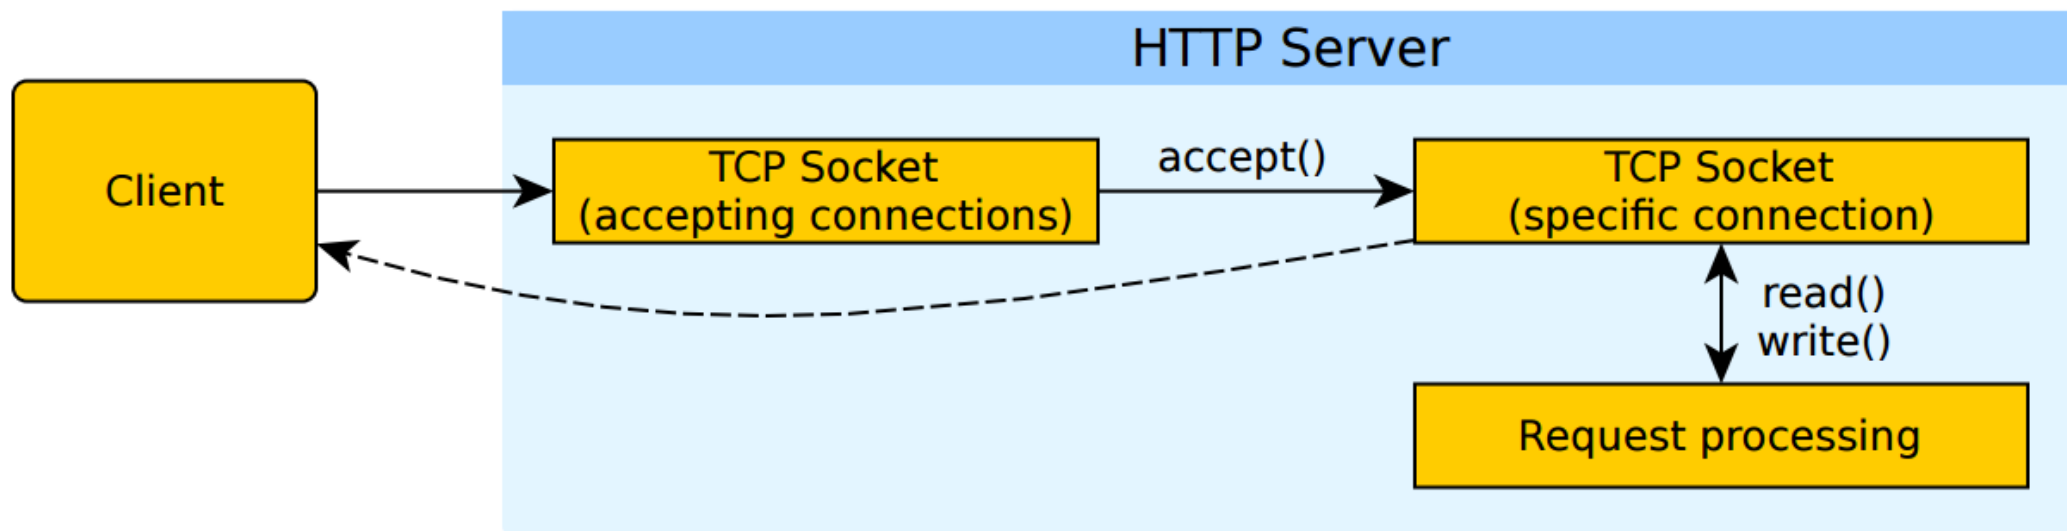 HTTP Server
Client
TCP Socket
(accepting connections)
accept()
TCP Socket
(specific connection)
read()
write()
Request processing